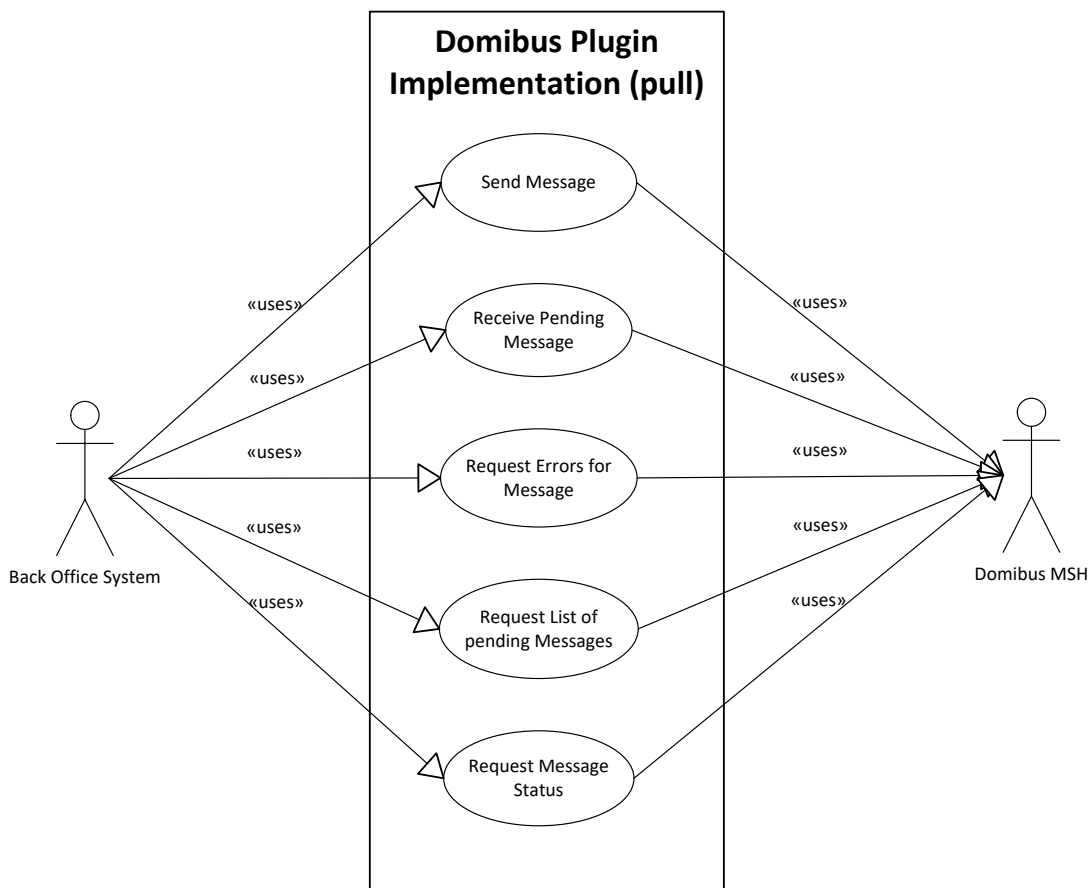 Domibus Plugin
Implementation (pull)
Send Message
«uses»
«uses»
Receive Pending
Message
«uses»
«uses»
«uses»
«uses»
Request Errors for
Message
Back Office System
Domibus MSH
«uses»
«uses»
Request List of
pending Messages
«uses»
«uses»
Request Message
Status